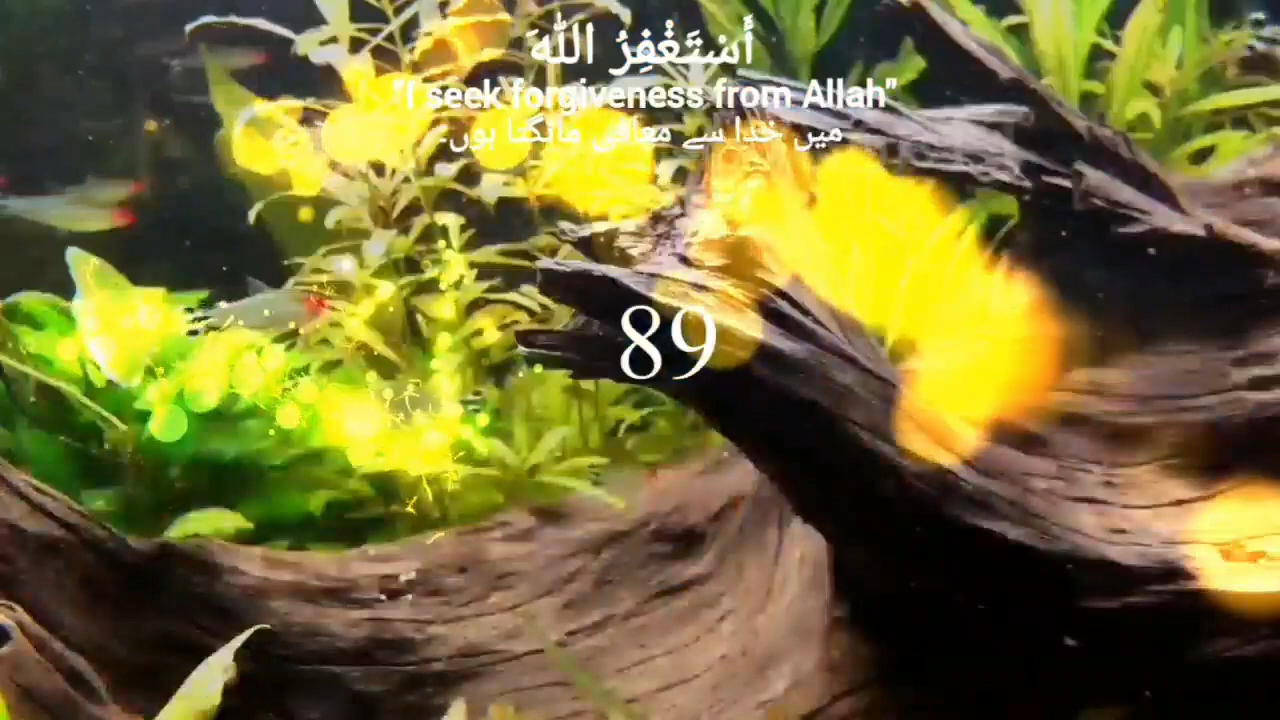 أَسْتَغْفِرُ اللّٰهَ
"I seek forgiveness from Allah"
میں خدا سے معافی مانگتا ہوں۔
89